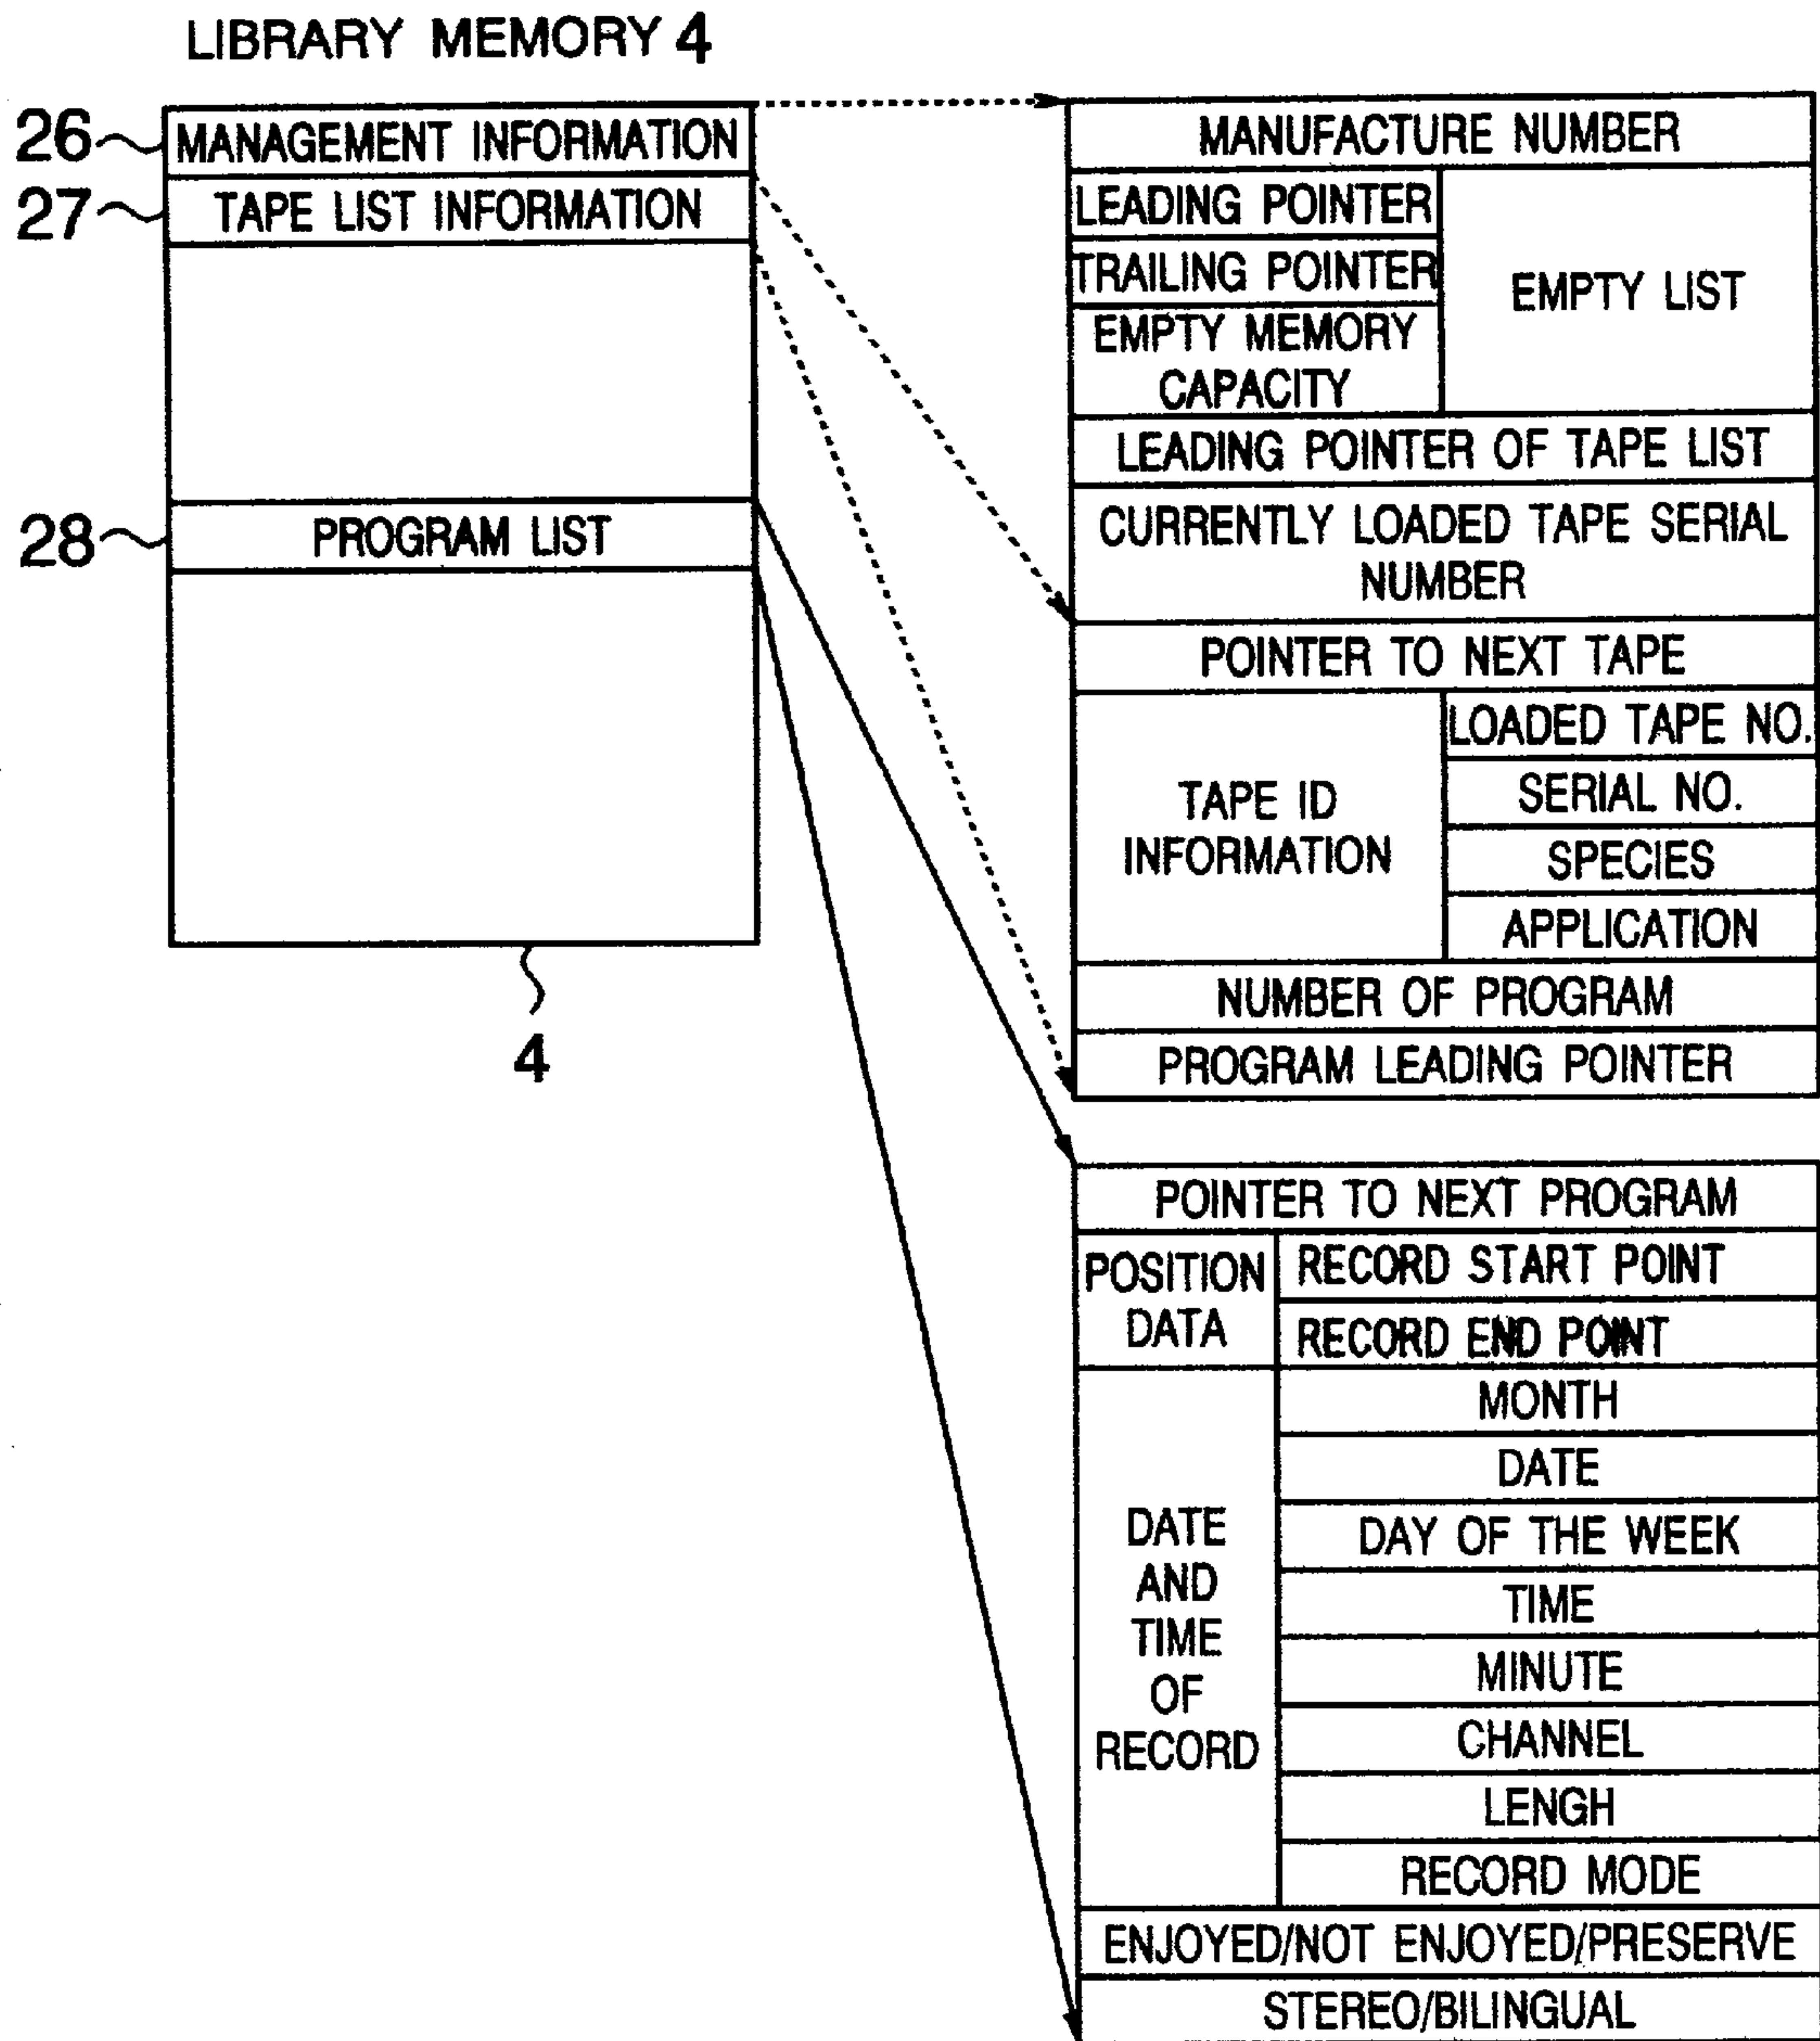 LIBRARY MEMORY 4
26
MANAGEMENT INFORMATION
27
TAPE LIST INFORMATION
28
PROGRAM LIST
4
MANUFACTURE NUMBER
LEADING POINTER
TRAILING POINTER
EMPTY MEMORY
CAPACITY
EMPTY LIST
LEADING POINTER OF TAPE LIST
CURRENTLY LOADED TAPE SERIAL
NUMBER
POINTER TO NEXT TAPE
TAPE ID
INFORMATION
LOADED TAPE NO.
SERIAL NO.
SPECIES
APPLICATION
NUMBER OF PROGRAM
PROGRAM LEADING POINTER
POINTER TO NEXT PROGRAM
POSITION
DATA
RECORD START POINT
RECORD END POINT
DATE
AND
TIME
OF
RECORD
MONTH
DATE
DAY OF THE WEEK
TIME
MINUTE
CHANNEL
LENGH
RECORD MODE
ENJOYED/NOT ENJOYED/PRESERVE
STEREO/BILINGUAL